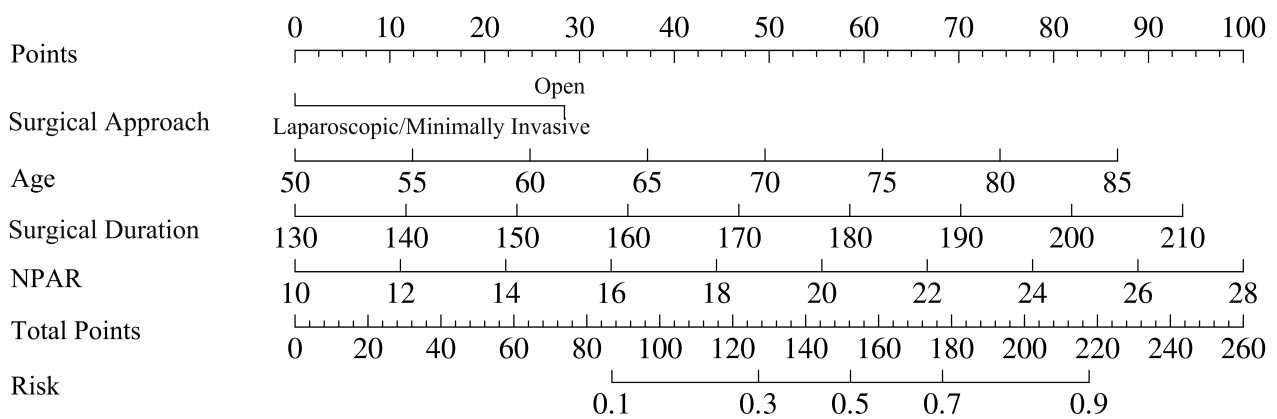 0 10 20 30 40 50 60 70 80 90 100
Points
Open
Surgical Approach
Laparoscopic/Minimally Invasive
Age
50 55 60 65 70 75 80 85
Surgical Duration
130 140 150 160 170 180 190 200 210
NPAR
10 12 14 16 18 20 22 24 26 28
Total Points
0 20 40 60 80 100 120 140 160 180 200 220 240 260
Risk
0.1 0.3 0.5 0.7 0.9